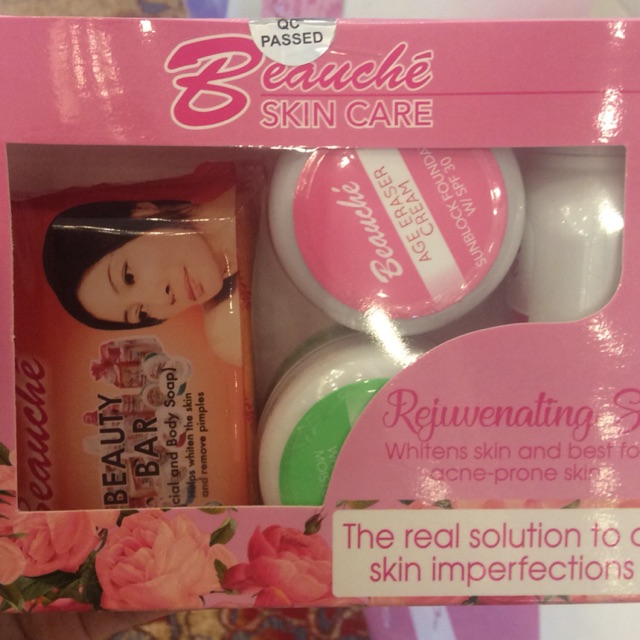 QC
PASSED
Beauché
SKIN CARE
Beauché
AGE ERASER
CREAM
SUNBLOCK FOUNDA
W/ SPF 30
Beauché
BEAUTY
BAR
cial and Body Soap)
whiten the skin
and remove pimples
Rejuvenating S
Whitens skin and best fo
acne-prone skin
The real solution to a
skin imperfections